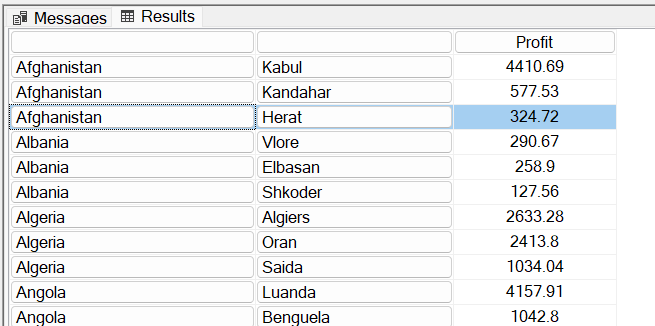 Messages Results
Profit
Afghanistan Kabul 4410.69
Afghanistan Kandahar 577.53
Afghanistan Herat 324.72
Albania Vlore 290.67
Albania Elbasan 258.9
Albania Shkoder 127.56
Algeria Algiers 2633.28
Algeria Oran 2413.8
Algeria Saida 1034.04
Angola Luanda 4157.91
Angola Benguela 1042.8